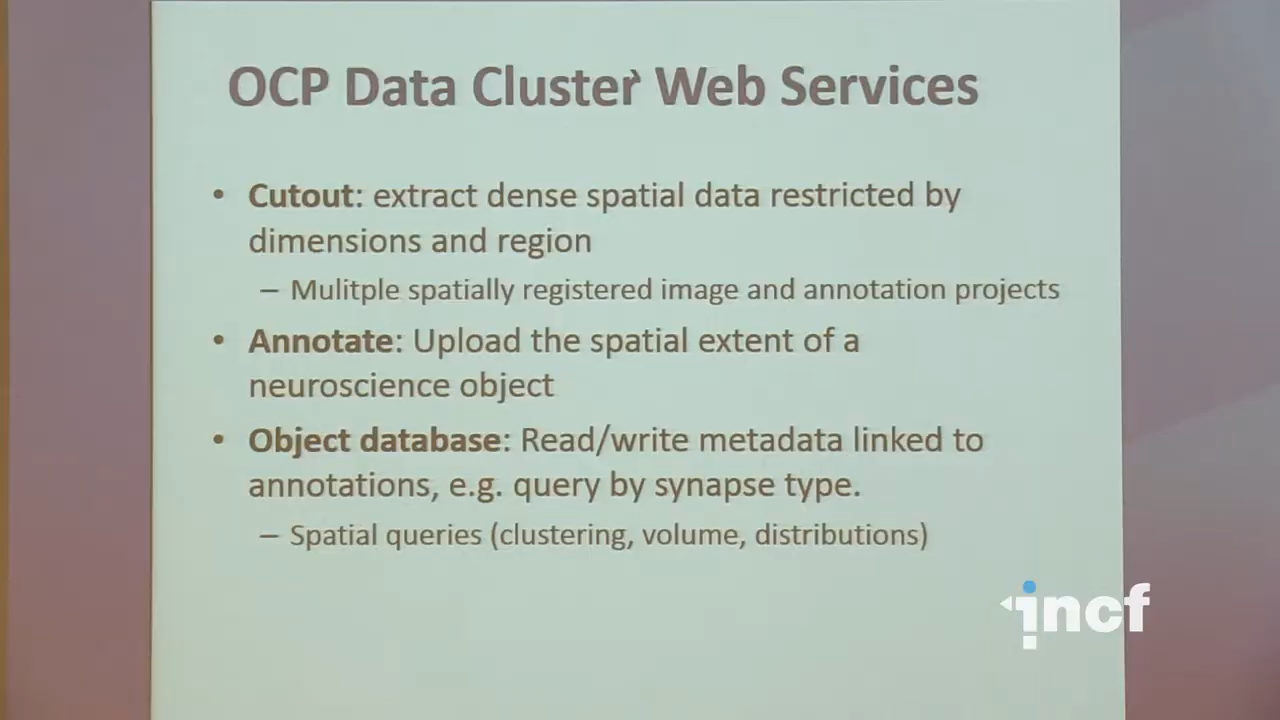 OCP Data Cluster Web Services
• Cutout: extract dense spatial data restricted by
dimensions and region
– Mulitple spatially registered image and annotation projects
• Annotate: Upload the spatial extent of a
neuroscience object
• Object database: Read/write metadata linked to
annotations, e.g. query by synapse type.
– Spatial queries (clustering, volume, distributions)
incf